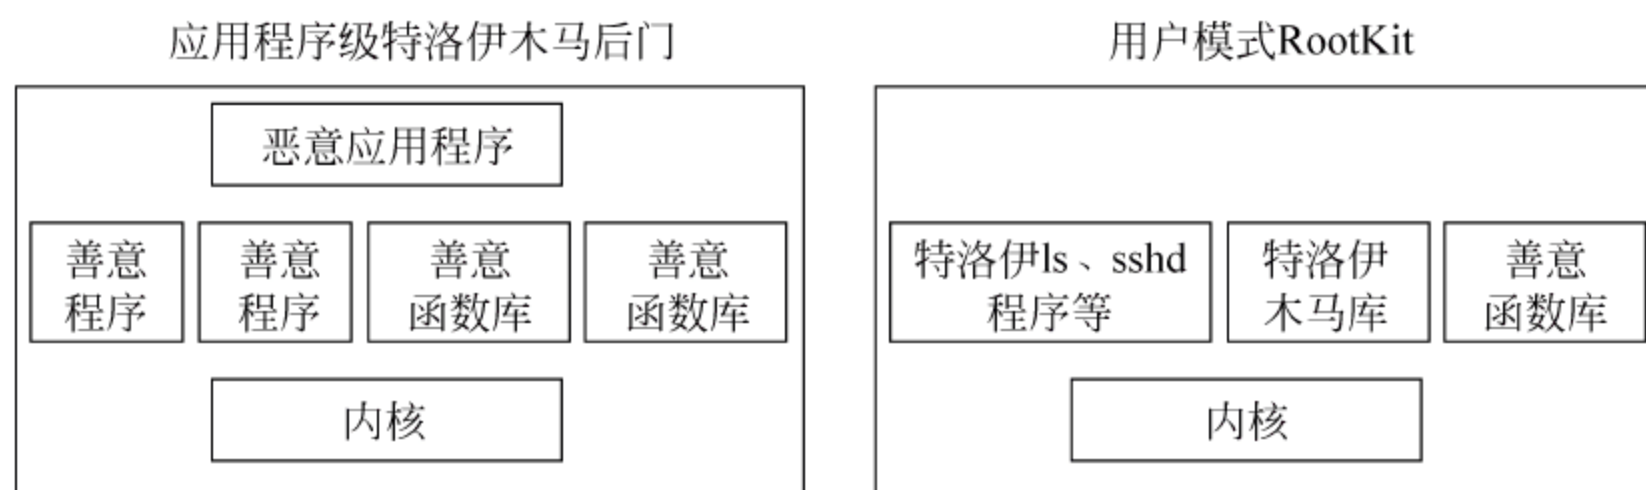 应用程序级特洛伊木马后门
恶意应用程序
善意
程序
善意
程序
善意
函数库
善意
函数库
内核
用户模式RootKit
特洛伊ls、sshd
程序等
特洛伊
木马库
善意
函数库
内核